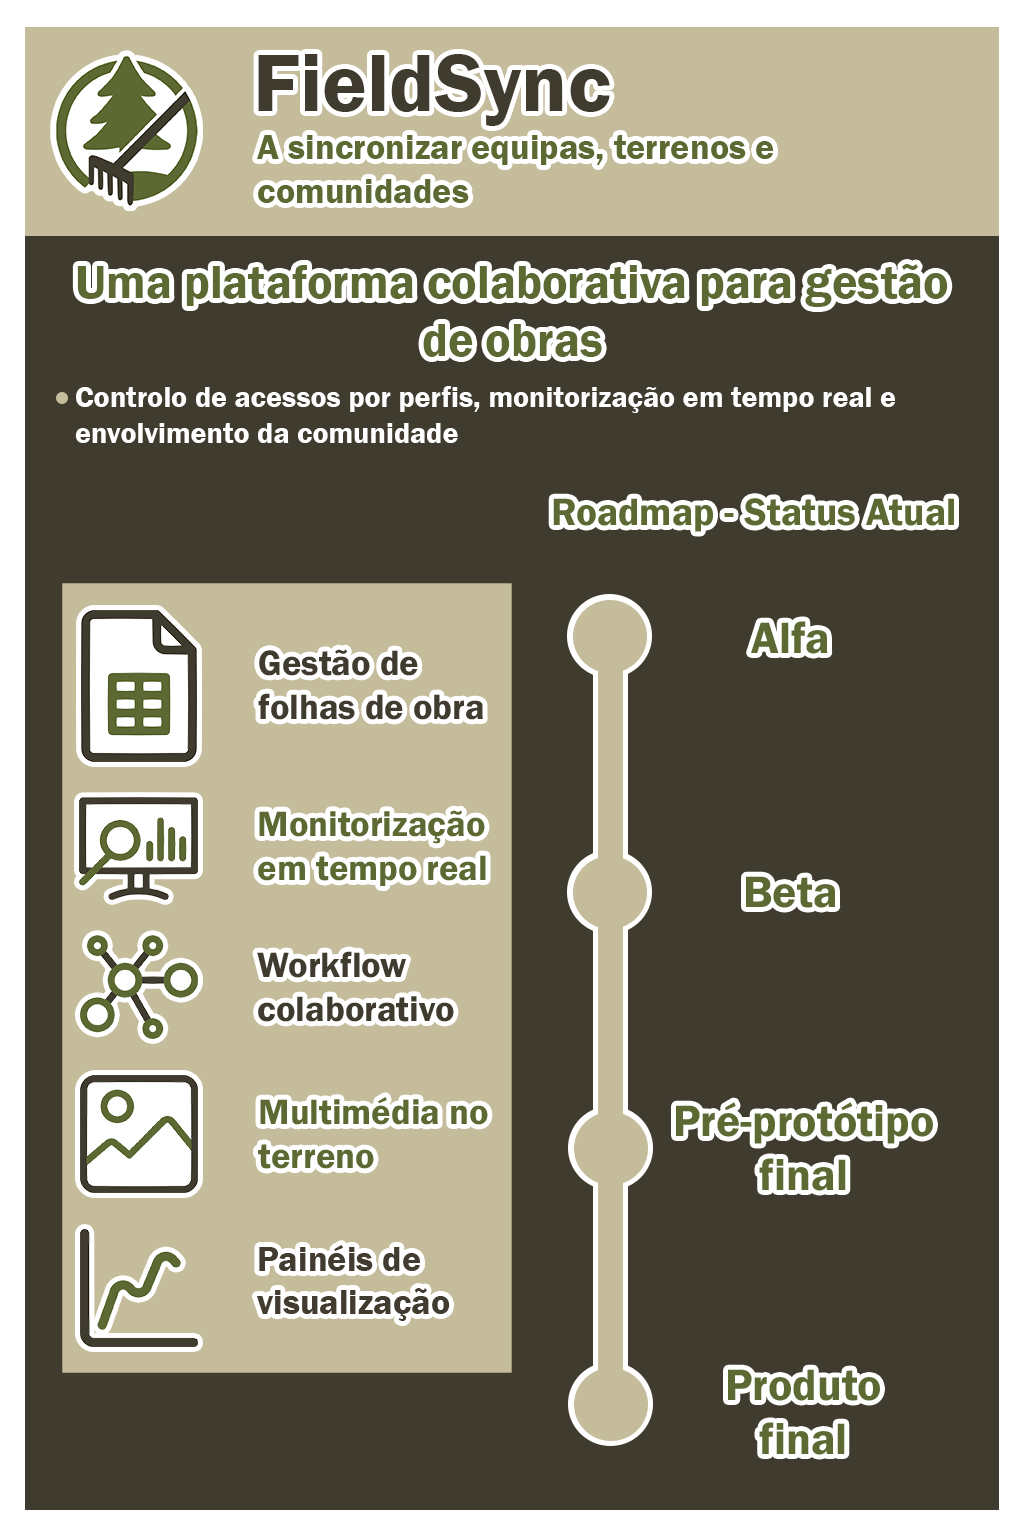 FieldSync
A sincronizar equipas, terrenos e
comunidades
Uma plataforma colaborativa para gestão
de obras
Controlo de acessos por perfis, monitorização em tempo real e
envolvimento da comunidade
Roadmap - Status Atual
Gestão de
folhas de obra
Monitorização
em tempo real
Workflow
colaborativo
Multimédia no
terreno
Painéis de
visualização
Alfa
Beta
Pré-protótipo
final
Produto
final